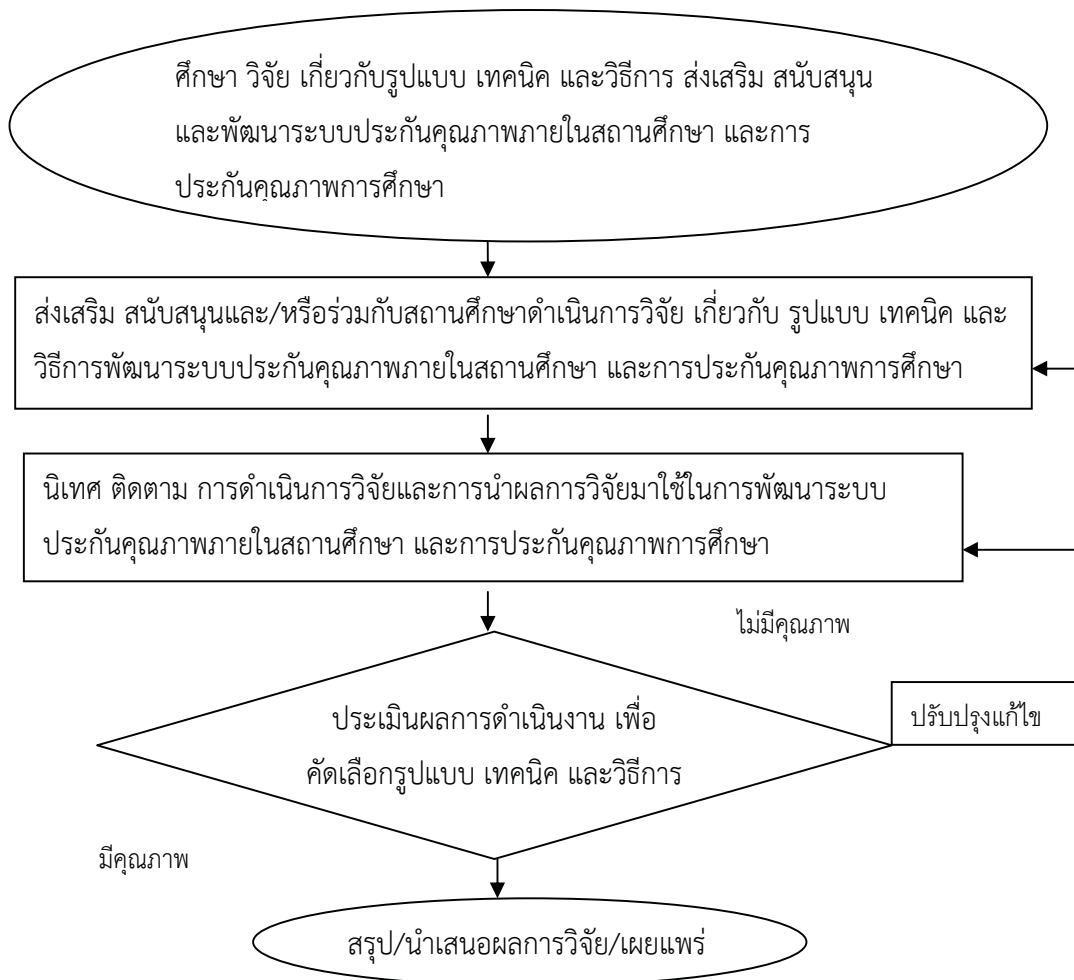 ศึกษา วิจัย เกี่ยวกับรูปแบบ เทคนิค และวิธีการ ส่งเสริม สนับสนุน
และพัฒนาระบบประกันคุณภาพภายในสถานศึกษา และการ
ประกันคุณภาพการศึกษา
ส่งเสริม สนับสนุนและ/หรือร่วมกับสถานศึกษาดำเนินการวิจัย เกี่ยวกับ รูปแบบ เทคนิค และ
วิธีการพัฒนาระบบประกันคุณภาพภายในสถานศึกษา และการประกันคุณภาพการศึกษา
นิเทศ ติดตาม การดำเนินการวิจัยและการนำผลการวิจัยมาใช้ในการพัฒนาระบบ
ประกันคุณภาพภายในสถานศึกษา และการประกันคุณภาพการศึกษา
ไม่มีคุณภาพ
ประเมินผลการดำเนินงาน เพื่อ
คัดเลือกรูปแบบ เทคนิค และวิธีการ
ปรับปรุงแก้ไข
มีคุณภาพ
สรุป/นำเสนอผลการวิจัย/เผยแพร่